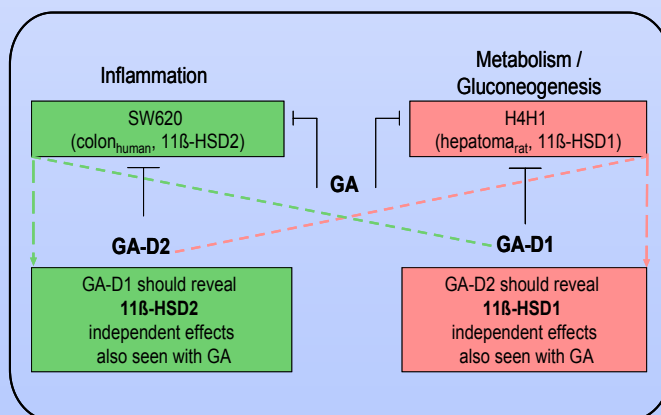 Inflammation
Metabolism /
Gluconeogenesis
SW620
(colonhuman, 11ß-HSD2)
H4H1
(hepatomarat, 11ß-HSD1)
GA
GA-D2
GA-D1
GA-D1 should reveal
11ß-HSD2
independent effects
also seen with GA
GA-D2 should reveal
11ß-HSD1
independent effects
also seen with GA